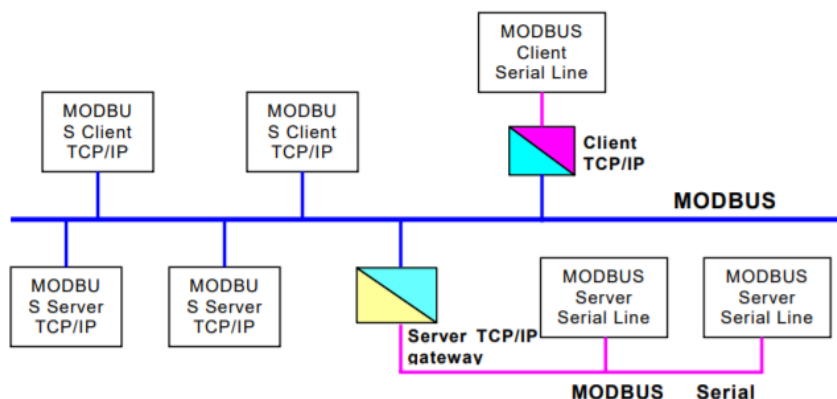 MODBUS
Client
Serial Line
MODBU
S Client
TCP/IP
MODBU
S Client
TCP/IP
Client
TCP/IP
MODBUS
MODBU
S Server
TCP/IP
MODBU
S Server
TCP/IP
Server TCP/IP
gateway
MODBUS
Server
Serial Line
MODBUS
Server
Serial Line
MODBUS Serial